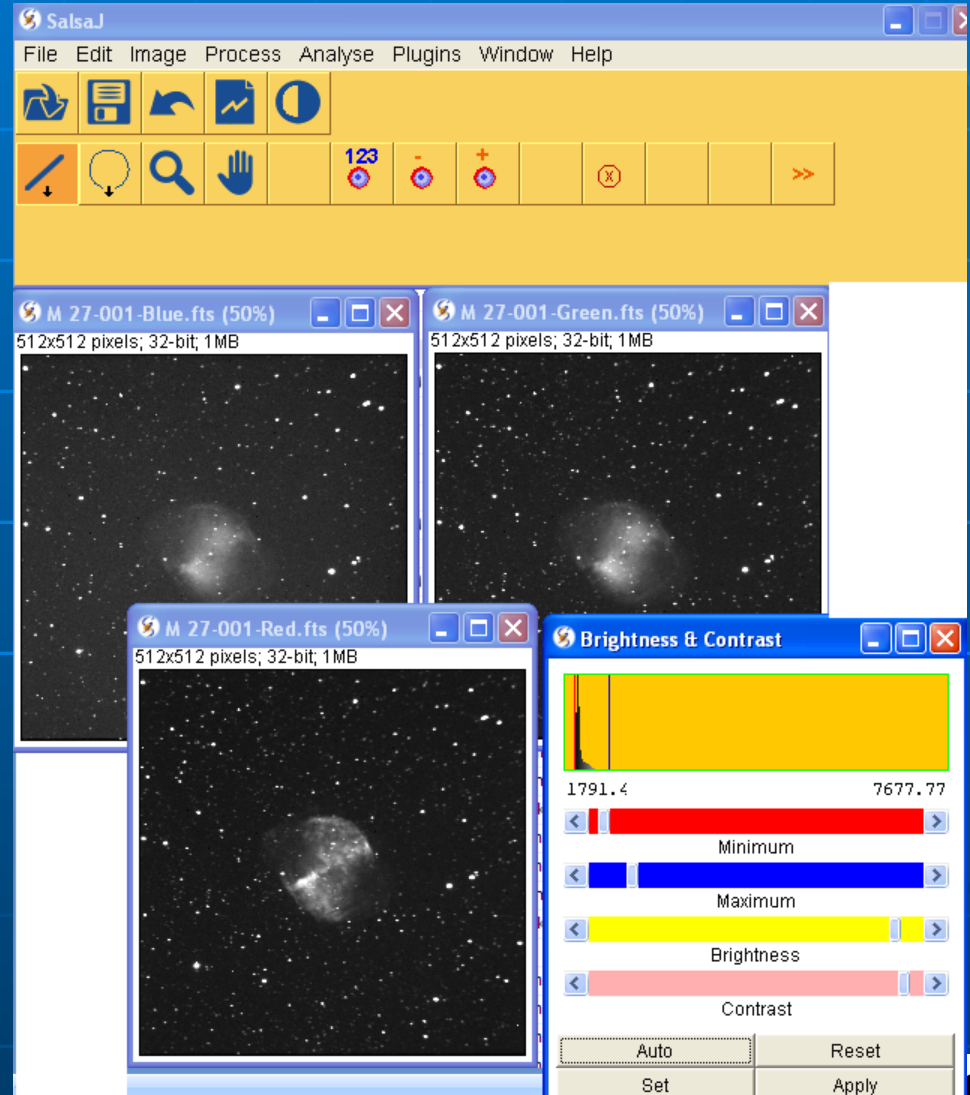 SalsaJ
File Edit Image Process Analyse Plugins Window Help
123
- +
x
>>
M 27-001-Blue.fts (50%)
512x512 pixels; 32-bit; 1MB
M 27-001-Green.fts (50%)
512x512 pixels; 32-bit; 1MB
M 27-001-Red.fts (50%)
512x512 pixels; 32-bit; 1MB
Brightness & Contrast
1791.4 7677.77
Minimum
Maximum
Brightness
Contrast
Auto Reset
Set Apply